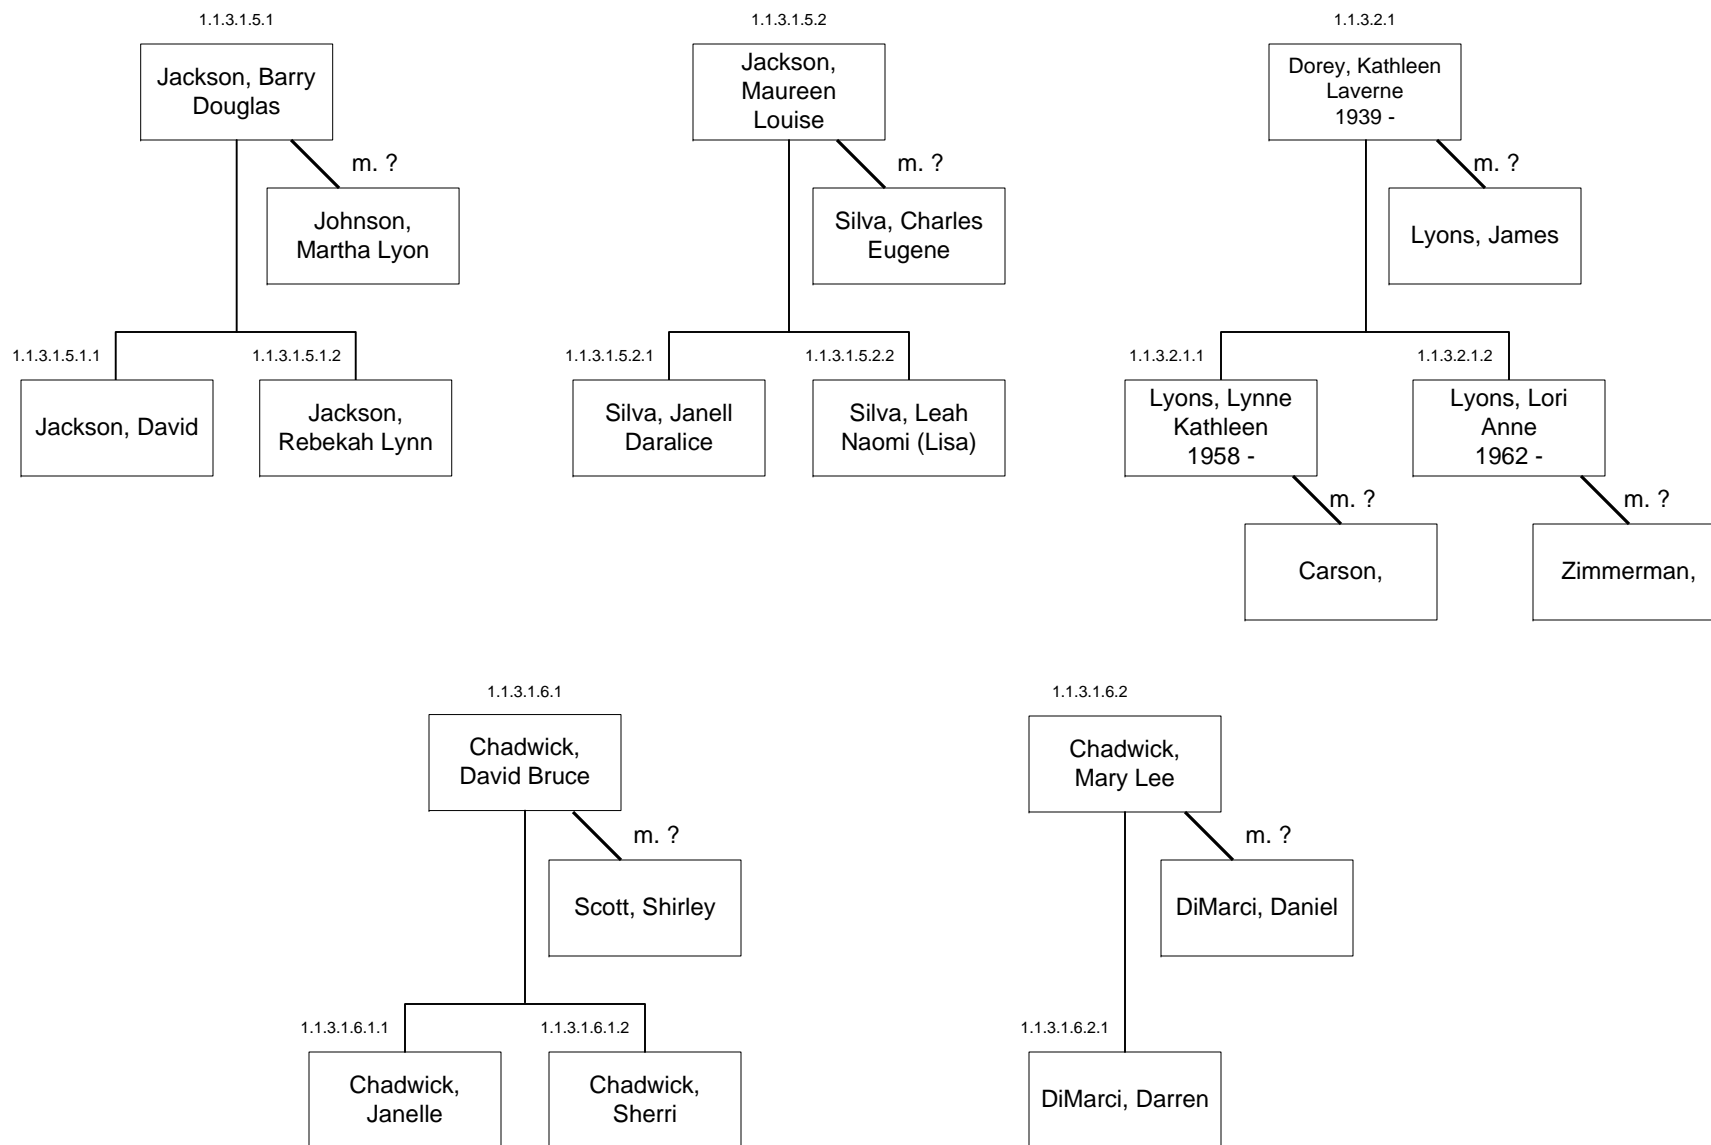 1.1.3.1.5.1
Jackson, Barry
Douglas
m. ?
Johnson,
Martha Lyon
1.1.3.1.5.1.1
Jackson, David
1.1.3.1.5.1.2
Jackson,
Rebekah Lynn
1.1.3.1.5.2
Jackson,
Maureen
Louise
m. ?
Silva, Charles
Eugene
1.1.3.1.5.2.1
Silva, Janell
Daralice
1.1.3.1.5.2.2
Silva, Leah
Naomi (Lisa)
1.1.3.2.1
Dorey, Kathleen
Laverne
1939 -
m. ?
Lyons, James
1.1.3.2.1.1
Lyons, Lynne
Kathleen
1958 -
m. ?
Carson,
1.1.3.2.1.2
Lyons, Lori
Anne
1962 -
m. ?
Zimmerman,
1.1.3.1.6.1
Chadwick,
David Bruce
m. ?
Scott, Shirley
1.1.3.1.6.1.1
Chadwick,
Janelle
1.1.3.1.6.1.2
Chadwick,
Sherri
1.1.3.1.6.2
Chadwick,
Mary Lee
m. ?
DiMarci, Daniel
1.1.3.1.6.2.1
DiMarci, Darren